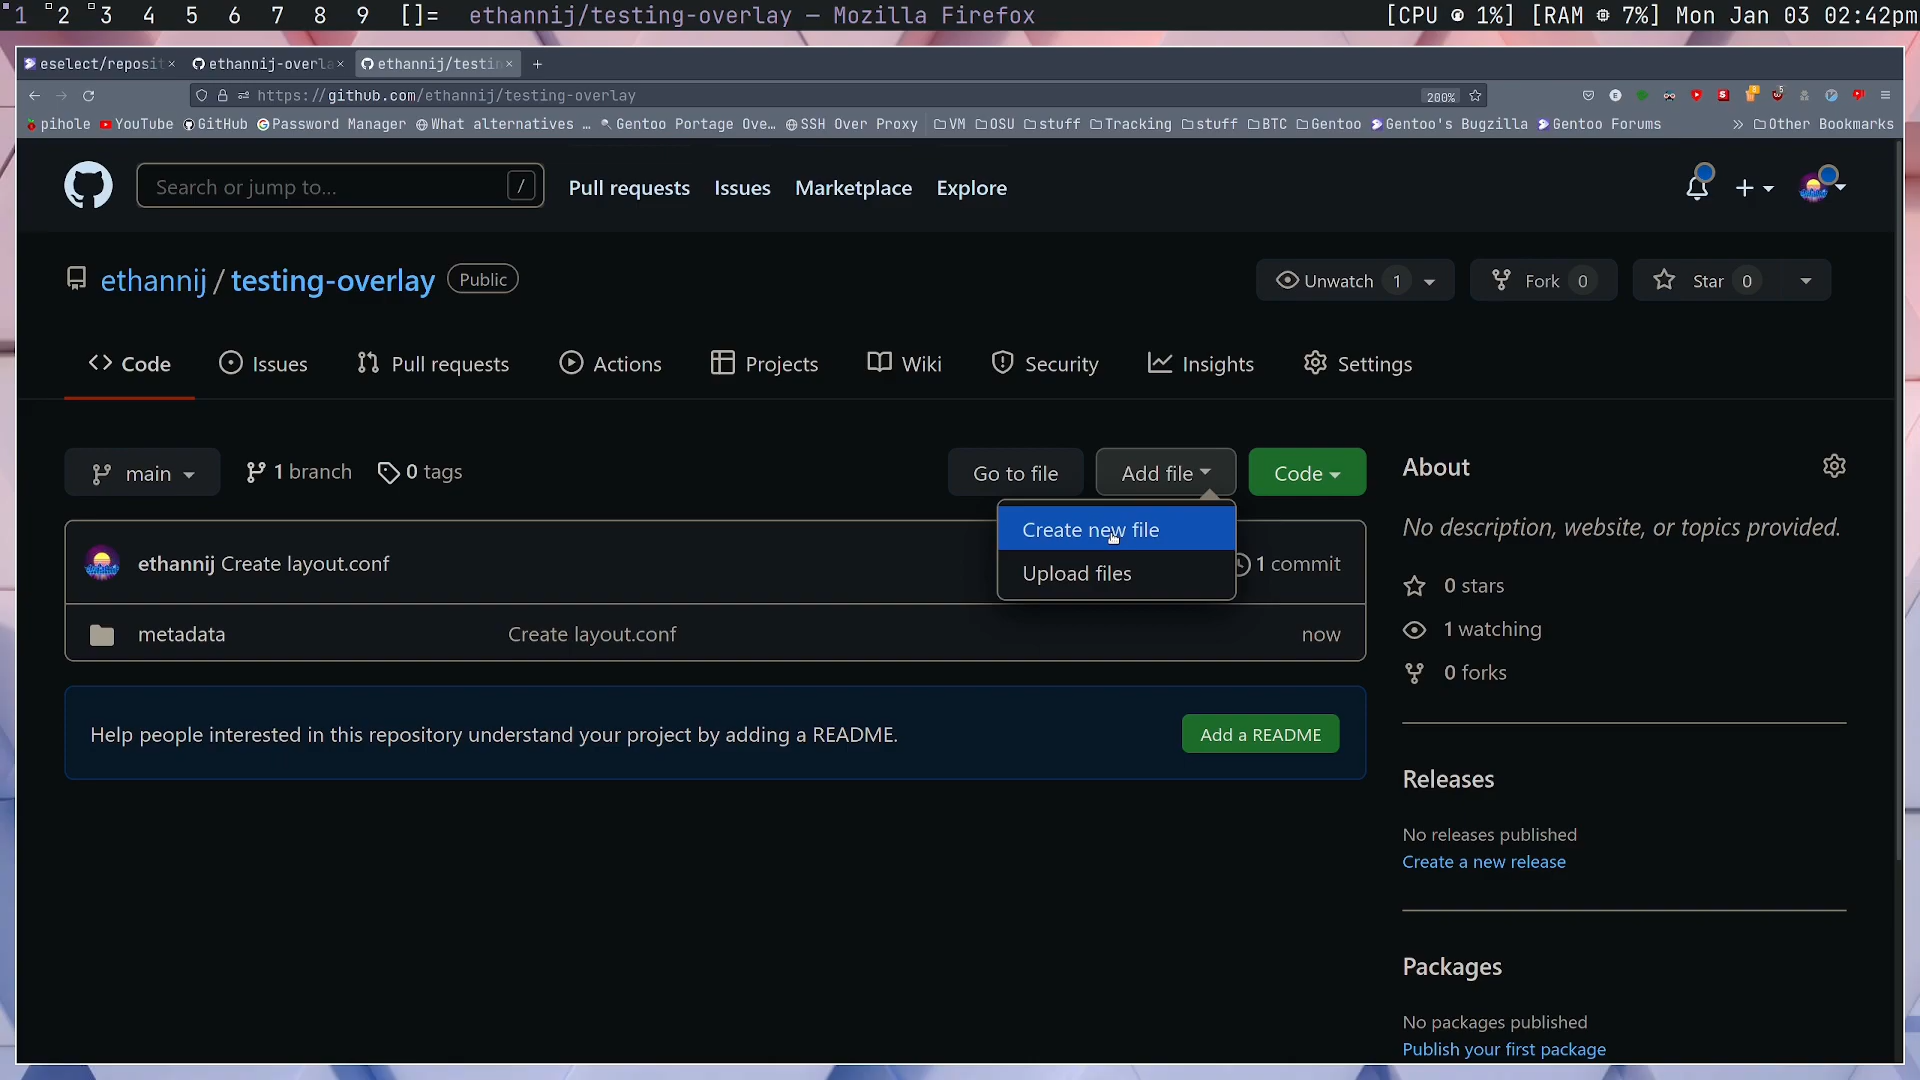 1 2 3 4 5 6 7 8 9 []= ethannij/testing-overlay — Mozilla Firefox [CPU 1%] [RAM 7%] Mon Jan 03 02:42pm
eselect/reposit × ethannij-overla × ethannij/testin × +
https://github.com/ethannij/testing-overlay 200%
pihole YouTube GitHub Password Manager What alternatives … Gentoo Portage Ove… SSH Over Proxy VM OSU stuff Tracking stuff BTC Gentoo Gentoo's Bugzilla Gentoo Forums » Other Bookmarks
Search or jump to... / Pull requests Issues Marketplace Explore
ethannij / testing-overlay Public Unwatch 1 Fork 0 Star 0
Code Issues Pull requests Actions Projects Wiki Security Insights Settings
main 1 branch 0 tags Go to file Add file Code About
Create new file
No description, website, or topics provided.
ethannij Create layout.conf 1 commit
Upload files
0 stars
metadata Create layout.conf now
1 watching
0 forks
Help people interested in this repository understand your project by adding a README. Add a README
Releases
No releases published
Create a new release
Packages
No packages published
Publish your first package